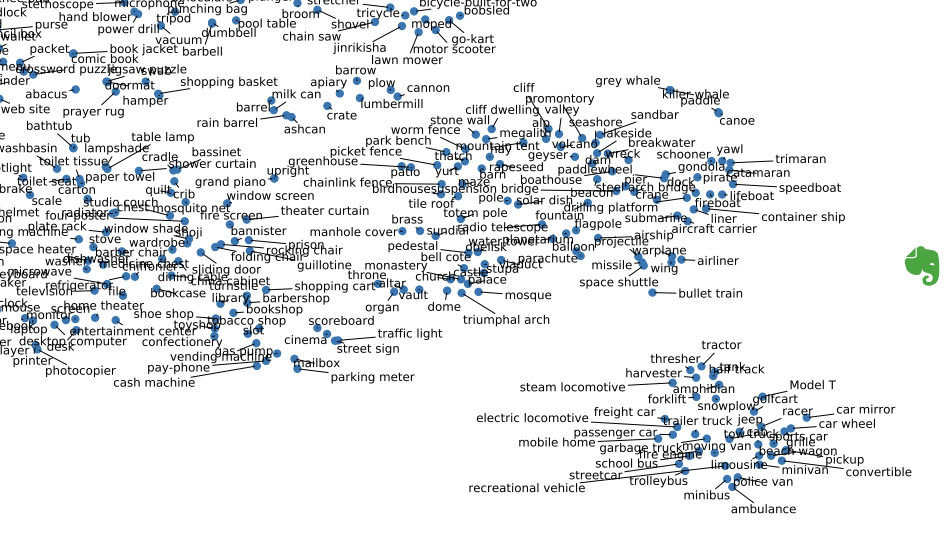 stethoscope
microphone
hand blower
tripod
punching bag
power drill
pool table
dumbbell
vacuum
barbell
purse
broom
shovel
chain saw
tricycle
jinrikisha
moped
bicycle-built-for-two
bobsled
go-kart
motor scooter
lawn mower
packet
book jacket
comic book
crossword puzzle
jigsaw puzzle
swab
doormat
shopping basket
abacus
hamper
prayer rug
web site
barrow
apiary
plow
cannon
milk can
lumbermill
barrel
crate
rain barrel
ashcan
cliff
grey whale
killer whale
paddle
canoe
promontory
cliff dwelling
valley
stone wall
alp
seashore
sandbar
worm fence
megalith
lakeside
park bench
mountain tent
hay
volcano
breakwater
picket fence
thatch
geyser
dam
wreck
schooner
yawl
greenhouse
patio
yurt
barn
rapeseed
paddlewheel
gondola
trimaran
catamaran
chainlink fence
maze
boathouse
pier
dock
pirate
speedboat
birdhouse
suspension bridge
beacon
steel arch bridge
crane
lifeboat
tile roof
pole
solar dish
drilling platform
fireboat
totem pole
fountain
submarine
liner
container ship
bathtub
tub
table lamp
washbasin
lampshade
cradle
bassinet
toilet tissue
shower curtain
toilet seat
carton
paper towel
grand piano
upright
scale
quilt
crib
window screen
studio couch
radiator
chest
mosquito net
four-poster
fire screen
theater curtain
plate rack
window shade
shoji
bannister
manhole cover
brass
sundial
radio telescope
flagpole
aircraft carrier
stove
wardrobe
prison
pedestal
obelisk
water tower
planetarium
projectile
airship
space heater
dishwasher
barber chair
rocking chair
folding chair
bell cote
viaduct
balloon
parachute
warplane
airliner
washer
medicine chest
chiffonier
sliding door
guillotine
monastery
castle
stupa
missile
wing
microwave
dining table
china cabinet
throne
church
palace
space shuttle
refrigerator
turnstile
shopping cart
altar
television
file
bookcase
library
barbershop
vault
mosque
bullet train
home theater
bookshop
organ
dome
screen
monitor
shoe shop
tobacco shop
scoreboard
triumphal arch
laptop
entertainment center
toyshop
slot
traffic light
desktop computer
confectionery
cinema
desk
gas pump
street sign
printer
vending machine
mailbox
photocopier
pay-phone
parking meter
cash machine
tractor
thresher
half track
tank
harvester
steam locomotive
amphibian
Model T
forklift
golfcart
snowplow
freight car
racer
car mirror
electric locomotive
trailer truck
jeep
car wheel
passenger car
tow truck
cab
sports car
mobile home
grille
garbage truck
moving van
beach wagon
fire engine
pickup
school bus
limousine
minivan
convertible
streetcar
trolleybus
police van
recreational vehicle
minibus
ambulance